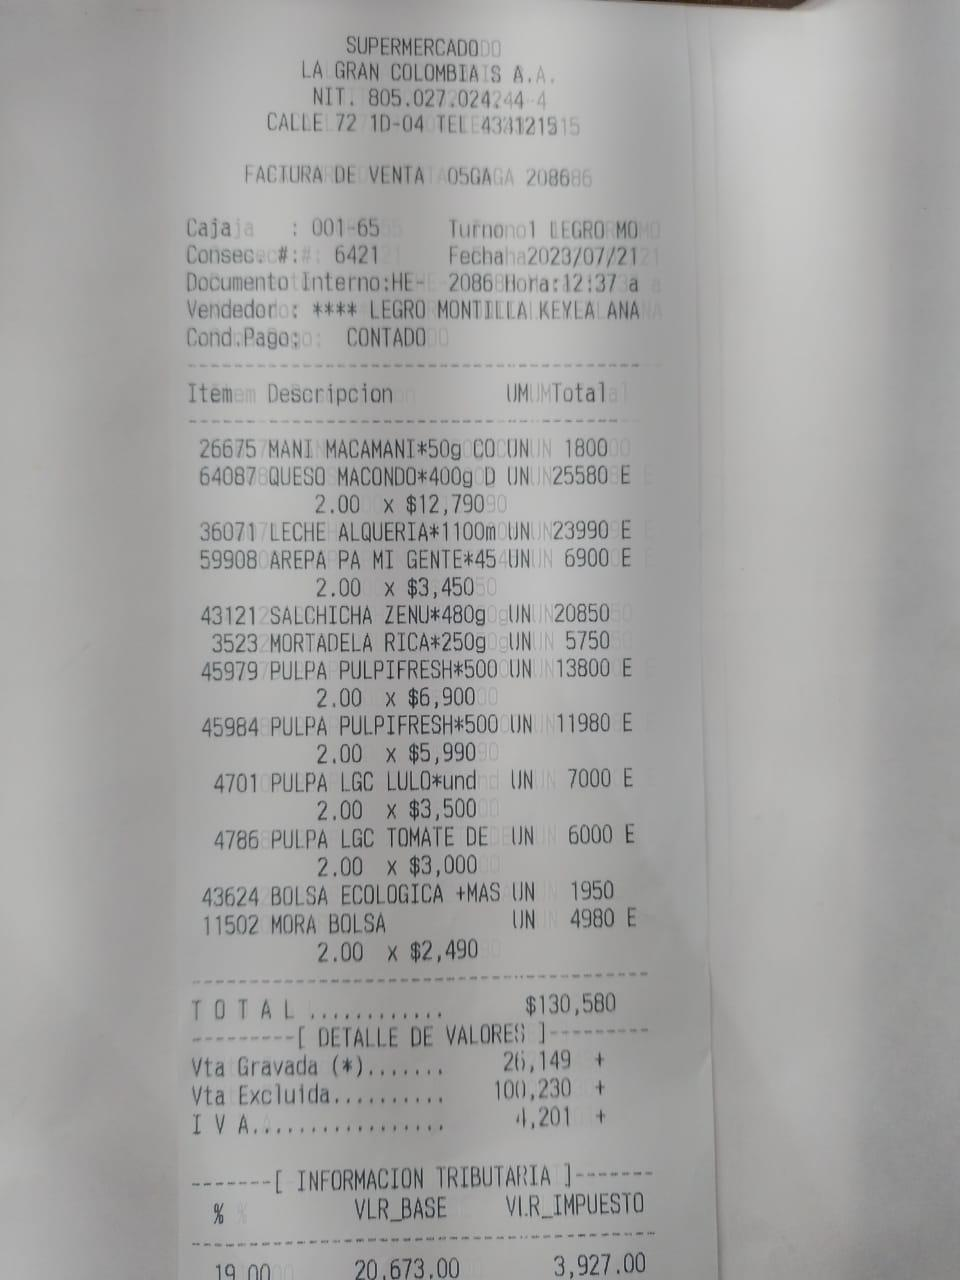 SUPERMERCADO
LA GRAN COLOMBIA S.A.
NIT. 805.027.024-4
CALLE 72 1D-04 TEL
FACTURA DE VENTA 05GA 2086
Caja : 001-65 Turno 1 LEGRO MO
Consec.#: 6421 Fecha 2023/07/21
Documento Interno:HE- 2086 Hora:12:37 a
Vendedor : **** LEGRO MONTILLA KEYLA ANA
Cond.Pago: CONTADO
Item Descripcion UM Total
26675 MANI MACAMANI*50g CO UN 1800
64087 QUESO MACONDO*400g D UN 25580 E
2.00 x $12,790
36071 LECHE ALQUERIA*1100m UN 23990 E
59908 AREPA PA MI GENTE*45 UN 6900 E
2.00 x $3,450
43121 SALCHICHA ZENU*480g UN 20850
3523 MORTADELA RICA*250g UN 5750
45979 PULPA PULPIFRESH*500 UN 13800 E
2.00 x $6,900
45984 PULPA PULPIFRESH*500 UN 11980 E
2.00 x $5,990
4701 PULPA LGC LULO*und UN 7000 E
2.00 x $3,500
4786 PULPA LGC TOMATE DE UN 6000 E
2.00 x $3,000
43624 BOLSA ECOLOGICA +MAS UN 1950
11502 MORA BOLSA UN 4980 E
2.00 x $2,490
T O T A L ............ $130,580
---------[ DETALLE DE VALORES ]---------
Vta Gravada (*)....... 26,149 +
Vta Excluida.......... 100,230 +
I V A................. 4,201 +
-------[ INFORMACION TRIBUTARIA ]-------
% VLR_BASE VLR_IMPUESTO
19.00 20,673.00 3,927.00